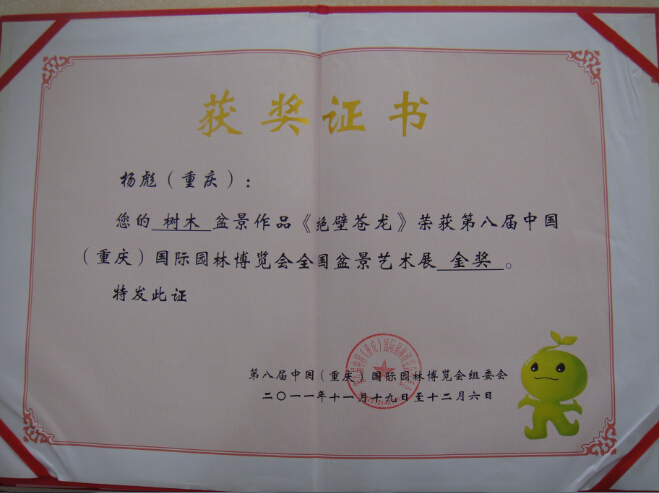 获奖证书
杨彪（重庆）：
您的 树木 盆景作品《绝壁苍龙》荣获第八届中国
（重庆）国际园林博览会全国盆景艺术展 金奖 。
特发此证
第八届中国（重庆）国际园林博览会组委会
二〇一一年十一月十九日至十二月六日